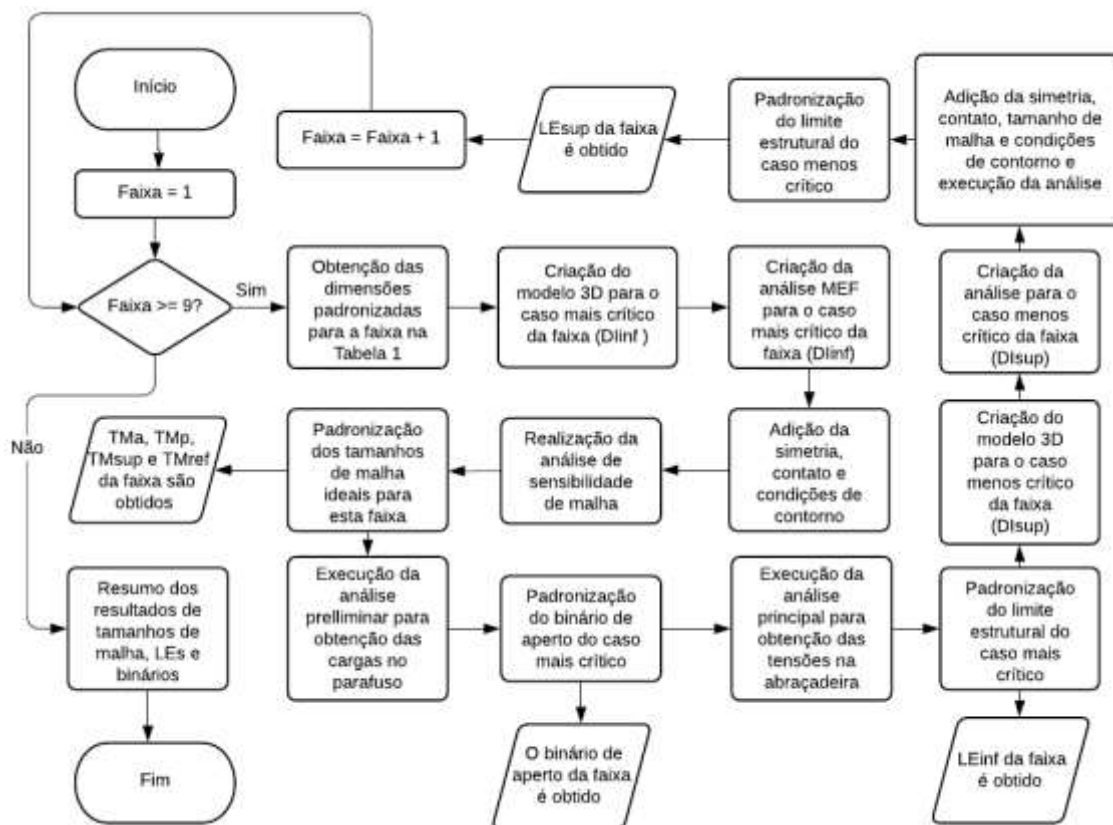 Início
Faixa = 1
Faixa >= 9?
Sim
Não
Obtenção das
dimensões
padronizadas
para a faixa na
Tabela 1
Criação do
modelo 3D para o
caso mais crítico
da faixa (DIinf )
Criação da
análise MEF
para o caso
mais crítico da
faixa (DIinf)
Adição da
simetria,
contato e
condições de
contorno
Realização da
análise de
sensibilidade
de malha
Padronização
dos tamanhos
de malha
ideais para
esta faixa
TMa, TMp,
TMsup e TMref
da faixa são
obtidos
Execução da
análise
prelliminar para
obtenção das
cargas no
parafuso
Padronização
do binário de
aperto do caso
mais crítico
O binário de
aperto da faixa
é obtido
Execução da
análise
principal para
obtenção das
tensões na
abraçadeira
Padronização
do limite
estrutural do
caso mais
crítico
LEinf da faixa
é obtido
Criação do
modelo 3D
para o caso
menos crítico
da faixa
(DIsup)
Criação da
análise para o
caso menos
crítico da faixa
(DIsup)
Adição da simetria,
contato, tamanho de
malha e condições
de contorno e
execução da análise
Padronização
do limite
estrutural do
caso menos
crítico
LEsup da faixa
é obtido
Faixa = Faixa + 1
Resumo dos
resultados de
tamanhos de
malha, LEs e
binários
Fim